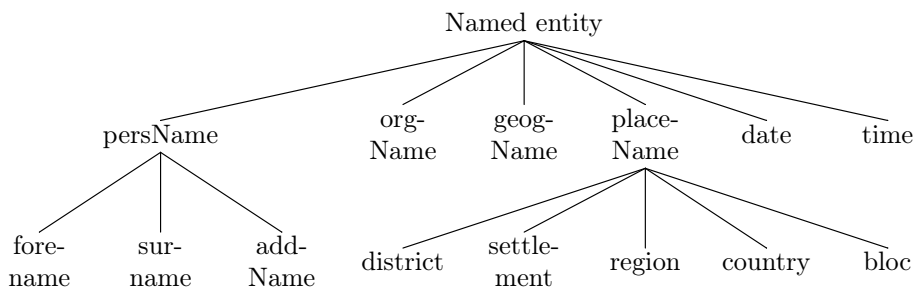 Named entity
persName
org-
Name
geog-
Name
place-
Name
date
time
fore-
name
sur-
name
add-
Name
district
settle-
ment
region
country
bloc